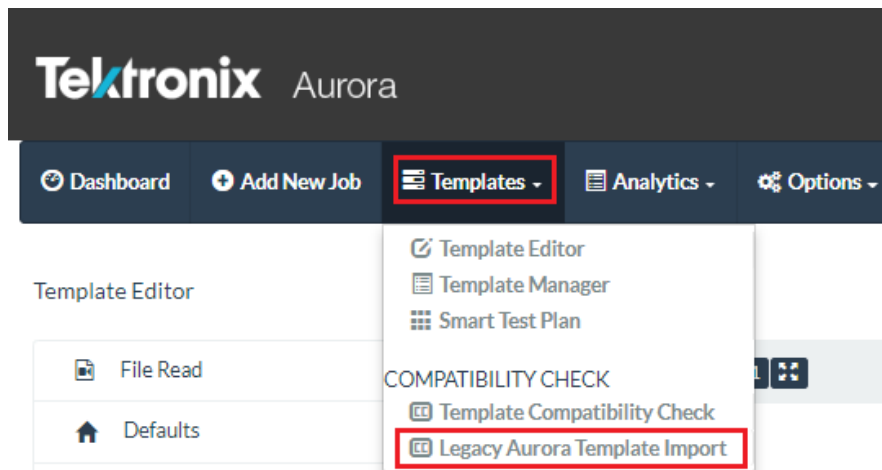 Tektronix Aurora
Dashboard Add New Job Templates Analytics Options
Template Editor
Template Manager
Smart Test Plan
COMPATIBILITY CHECK
Template Compatibility Check
Legacy Aurora Template Import
Template Editor
File Read
Defaults